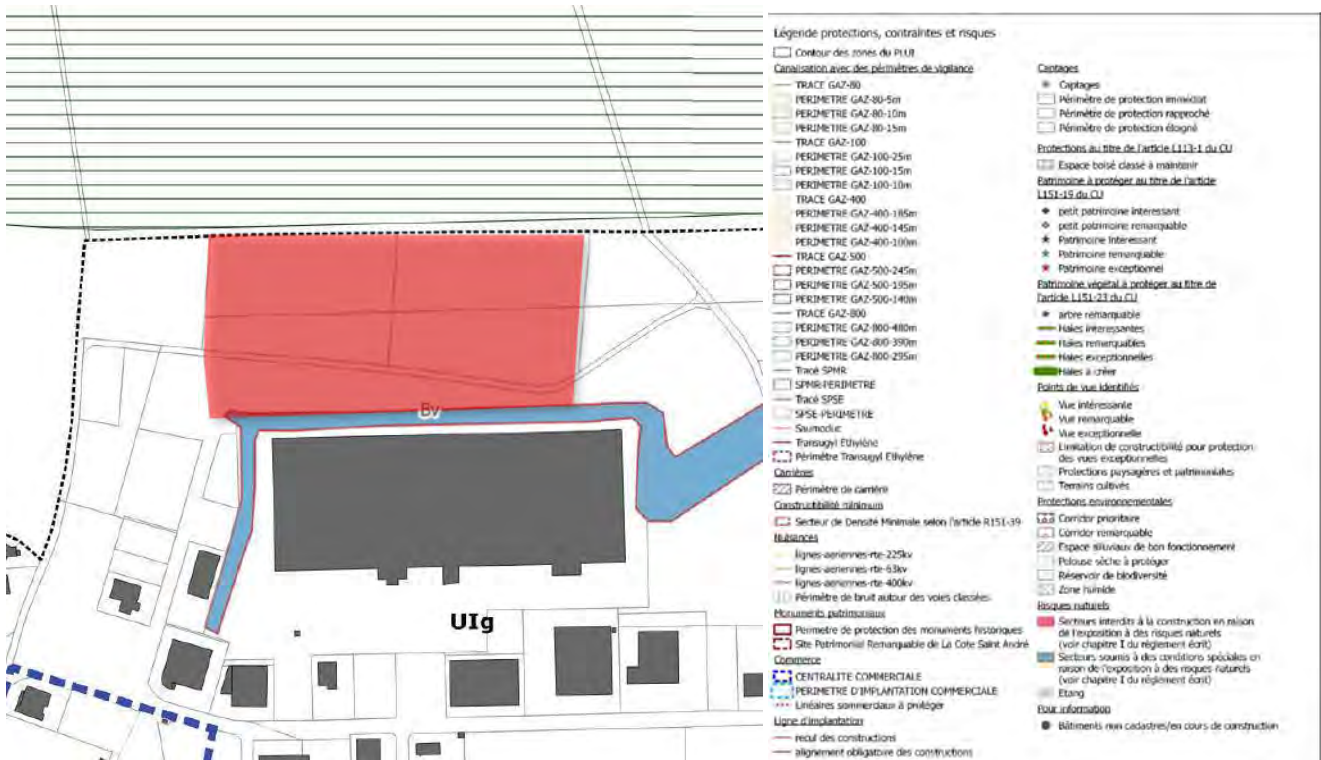 Bv
UIg
Légende protections, contraintes et risques
Contour des zones du PLUi
Canalisation avec des périmètres de vigilance
TRACE GAZ-80
PERIMETRE GAZ-80-5m
PERIMETRE GAZ-80-10m
PERIMETRE GAZ-80-15m
TRACE GAZ-100
PERIMETRE GAZ-100-25m
PERIMETRE GAZ-100-15m
PERIMETRE GAZ-100-10m
TRACE GAZ-400
PERIMETRE GAZ-400-185m
PERIMETRE GAZ-400-145m
PERIMETRE GAZ-400-100m
TRACE GAZ-500
PERIMETRE GAZ-500-245m
PERIMETRE GAZ-500-195m
PERIMETRE GAZ-500-140m
TRACE GAZ-800
PERIMETRE GAZ-800-480m
PERIMETRE GAZ-800-390m
PERIMETRE GAZ-800-295m
Tracé SPMR
SPMR-PERIMETRE
Tracé SPSE
SPSE-PERIMETRE
Saumoduc
Transugyl Ethylène
Périmètre Transugyl Ethylène
Carrières
Périmètre de carrière
Constructibilité minimum
Secteur de Densité Minimale selon l'article R151-39
Nuisances
lignes-aeriennes-rte-225kv
lignes-aeriennes-rte-63kv
lignes-aeriennes-rte-400kv
Périmètre de bruit autour des voies classées
Monuments patrimoniaux
Perimetre de protection des monuments historiques
Site Patrimonial Remarquable de La Cote Saint André
Commerce
CENTRALITE COMMERCIALE
PERIMETRE D'IMPLANTATION COMMERCIALE
Linéaires commerciaux à protéger
Ligne d'implantation
recul des constructions
alignement obligatoire des constructions
Captages
Captages
Périmètre de protection immédiat
Périmètre de protection rapproché
Périmètre de protection éloigné
Protections au titre de l'article L113-1 du CU
Espace boisé classé à maintenir
Patrimoine à protéger au titre de l'article
L151-19 du CU
petit patrimoine interessant
petit patrimoine remarquable
Patrimoine Intéressant
Patrimoine remarquable
Patrimoine exceptionnel
Patrimoine végétal à protéger au titre de
l'article L151-23 du CU
arbre remarquable
Haies interessantes
Haies remarquables
Haies exceptionnelles
Haies à créer
Points de vue identifiés
Vue intéressante
Vue remarquable
Vue exceptionnelle
Limitation de constructibilité pour protection
des vues exceptionnelles
Protections paysagères et patrimoniales
Terrains cultivés
Protections environnementales
Corridor prioritaire
Corridor remarquable
Espace alluviaux de bon fonctionnement
Pelouse sèche à protéger
Réservoir de biodiversité
Zone humide
Risques naturels
Secteurs interdits à la construction en raison
de l'exposition à des risques naturels
(voir chapitre I du règlement écrit)
Secteurs soumis à des conditions spéciales en
raison de l'exposition à des risques naturels
(voir chapitre I du règlement écrit)
Etang
Pour information
Bâtiments non cadastrés/en cours de construction